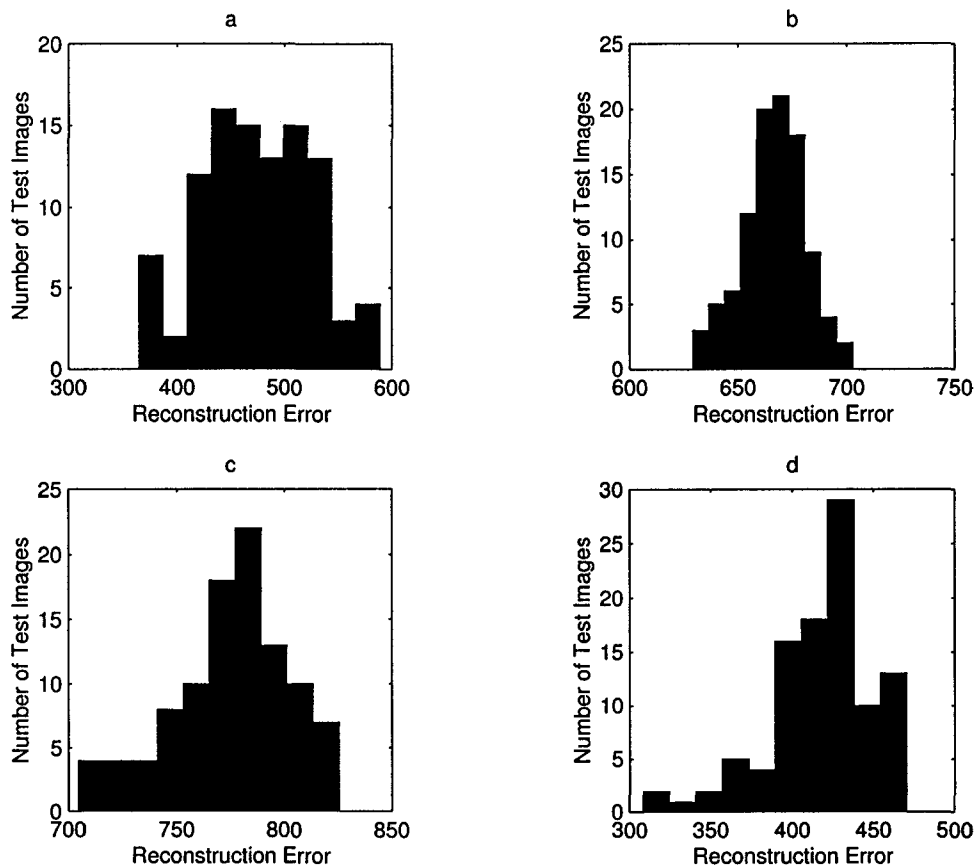 a
20
15
10
5
0
Number of Test Images
300 400 500 600
Reconstruction Error
b
25
20
15
10
5
0
Number of Test Images
600 650 700 750
Reconstruction Error
c
25
20
15
10
5
0
Number of Test Images
700 750 800 850
Reconstruction Error
d
30
25
20
15
10
5
0
Number of Test Images
300 350 400 450 500
Reconstruction Error